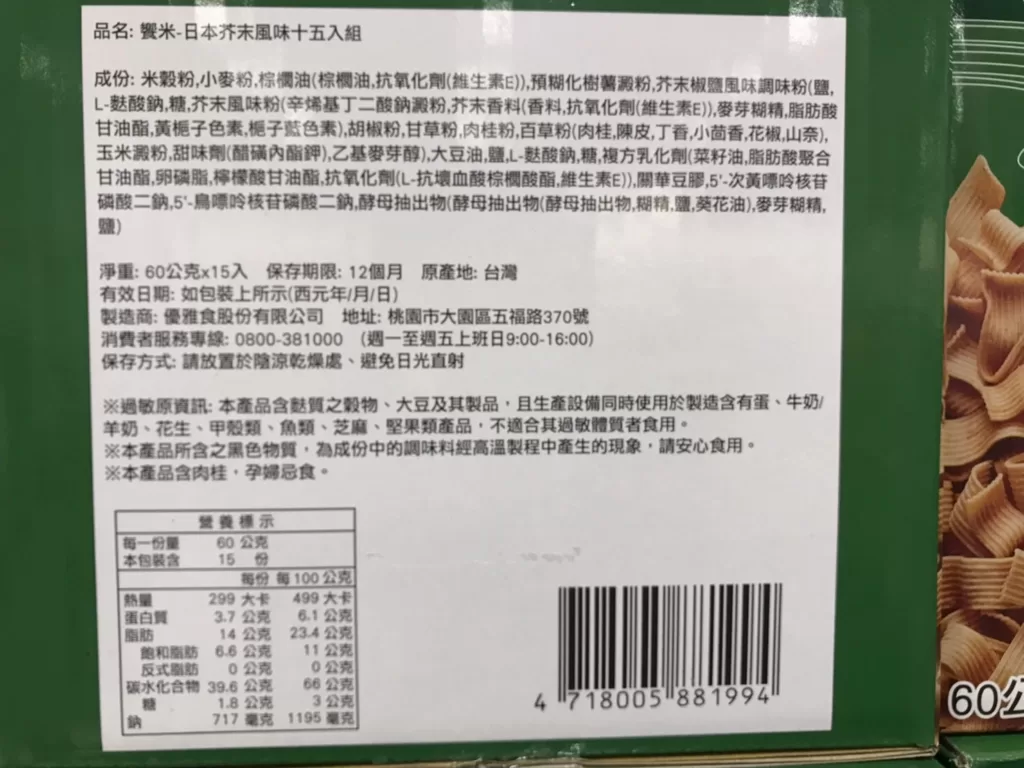 品名: 饗米-日本芥末風味十五入組
成份: 米穀粉,小麥粉,棕櫚油(棕櫚油,抗氧化劑(維生素E)),預糊化樹薯澱粉,芥末椒鹽風味調味粉(鹽,
L-麩酸鈉,糖,芥末風味粉(辛烯基丁二酸鈉澱粉,芥末香料(香料,抗氧化劑(維生素E)),麥芽糊精,脂肪酸
甘油酯,黃梔子色素,梔子藍色素),胡椒粉,甘草粉,肉桂粉,百草粉(肉桂,陳皮,丁香,小茴香,花椒,山奈),
玉米澱粉,甜味劑(醋磺內酯鉀),乙基麥芽醇),大豆油,鹽,L-麩酸鈉,糖,複方乳化劑(菜籽油,脂肪酸聚合
甘油酯,卵磷脂,檸檬酸甘油酯,抗氧化劑(L-抗壞血酸棕櫚酸酯,維生素E)),關華豆膠,5'-次黃嘌呤核苷
磷酸二鈉,5'-鳥嘌呤核苷磷酸二鈉,酵母抽出物(酵母抽出物(酵母抽出物,糊精,鹽,葵花油),麥芽糊精,
鹽)
淨重: 60公克x15入 保存期限: 12個月 原產地: 台灣
有效日期: 如包裝上所示(西元年/月/日)
製造商: 優雅食股份有限公司 地址: 桃園市大園區五福路370號
消費者服務專線: 0800-381000 (週一至週五上班日9:00-16:00)
保存方式: 請放置於陰涼乾燥處、避免日光直射
※過敏原資訊: 本產品含麩質之穀物、大豆及其製品，且生產設備同時使用於製造含有蛋、牛奶/
羊奶、花生、甲殼類、魚類、芝麻、堅果類產品，不適合其過敏體質者食用。
※本產品所含之黑色物質，為成份中的調味料經高溫製程中產生的現象，請安心食用。
※本產品含肉桂，孕婦忌食。
營養標示
每一份量 60 公克
本包裝含 15 份
每份 每100公克
熱量 299 大卡 499 大卡
蛋白質 3.7 公克 6.1 公克
脂肪 14 公克 23.4 公克
飽和脂肪 6.6 公克 11 公克
反式脂肪 0 公克 0 公克
碳水化合物 39.6 公克 66 公克
糖 1.8 公克 3 公克
鈉 717 毫克 1195 毫克
4 718005 881994
60公